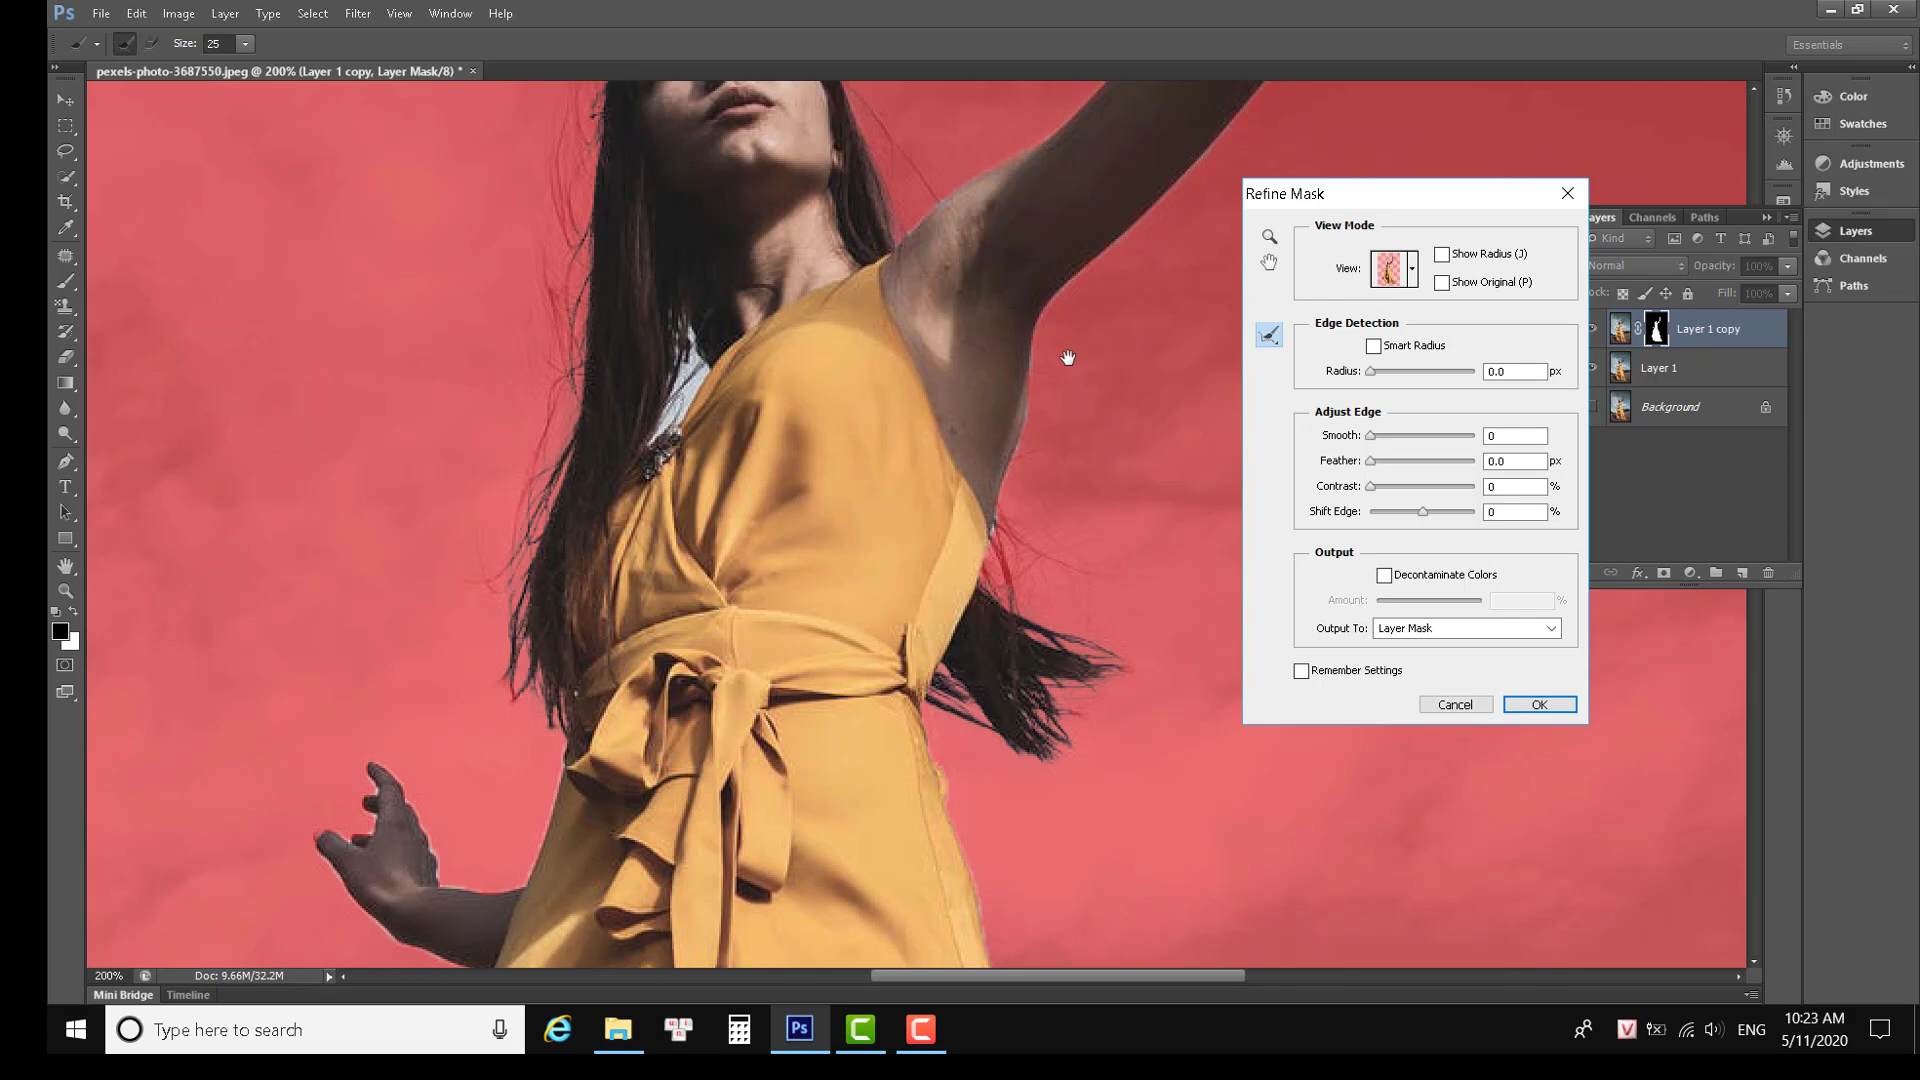 Ps File Edit Image Layer Type Select Filter View Window Help
Size: 25
Essentials
pexels-photo-3687550.jpeg @ 200% (Layer 1 copy, Layer Mask/8) *
Color
Swatches
Adjustments
Styles
Layers
Channels
Paths
Refine Mask
View Mode
View:
Show Radius (J)
Show Original (P)
Edge Detection
Smart Radius
Radius: 0.0 px
Adjust Edge
Smooth: 0
Feather: 0.0 px
Contrast: 0 %
Shift Edge: 0 %
Output
Decontaminate Colors
Amount: %
Output To: Layer Mask
Remember Settings
Cancel OK
ayers Channels Paths
Kind
Normal Opacity: 100%
ock: Fill: 100%
Layer 1 copy
Layer 1
Background
fx
200% Doc: 9.66M/32.2M
Mini Bridge Timeline
Type here to search
Ps
V ENG
10:23 AM
5/11/2020